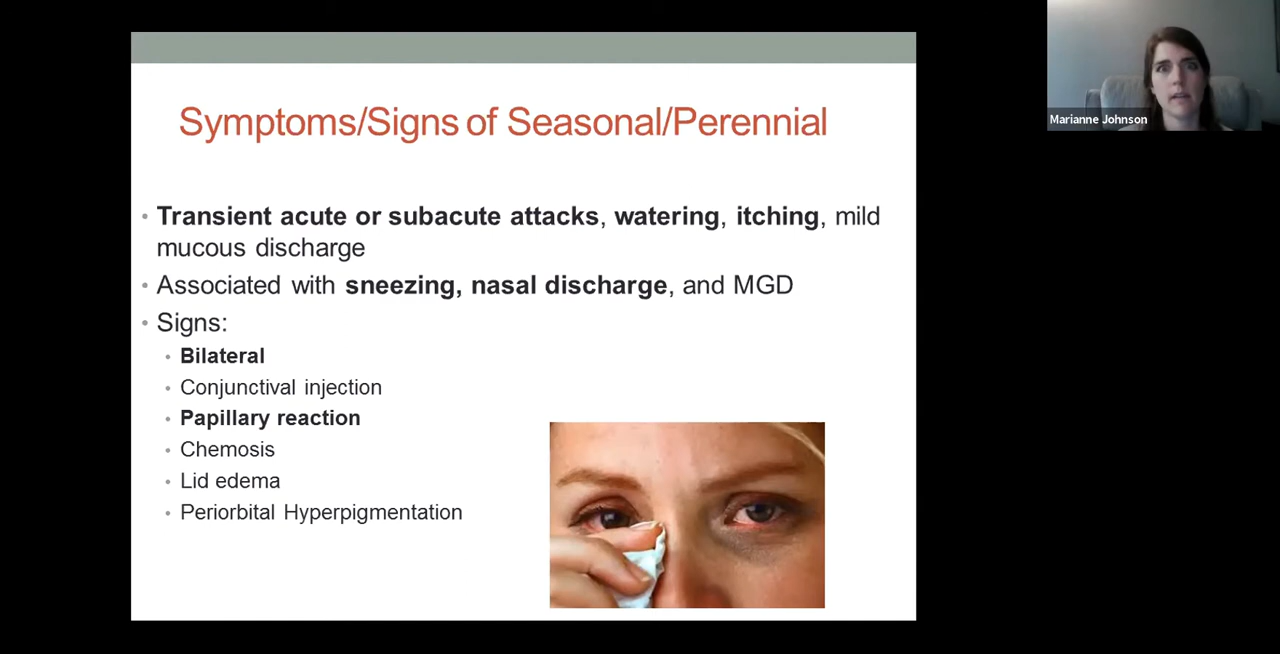 Symptoms/Signs of Seasonal/Perennial
Marianne Johnson
• Transient acute or subacute attacks, watering, itching, mild
mucous discharge
• Associated with sneezing, nasal discharge, and MGD
• Signs:
• Bilateral
• Conjunctival injection
• Papillary reaction
• Chemosis
• Lid edema
• Periorbital Hyperpigmentation